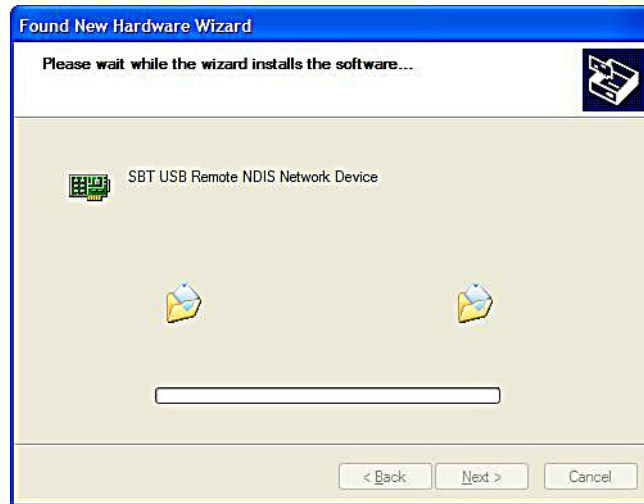 Found New Hardware Wizard
Please wait while the wizard installs the software...
SBT USB Remote NDIS Network Device
< Back
Next >
Cancel